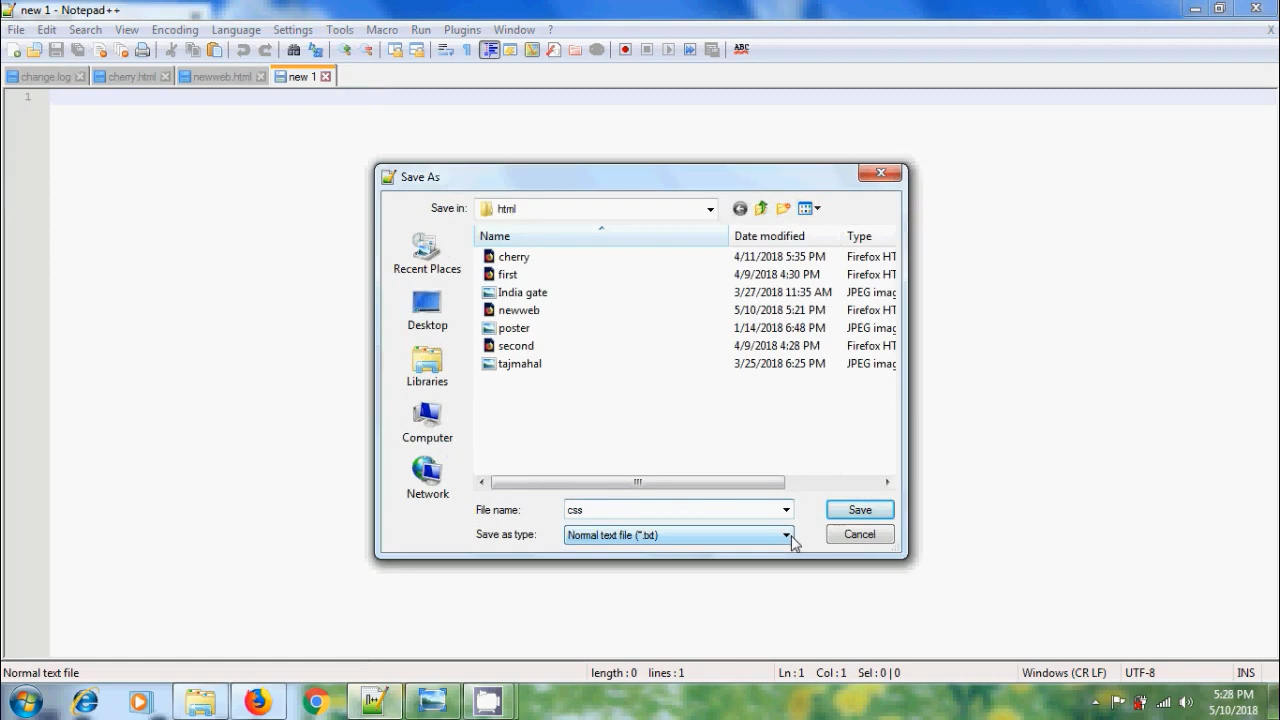 new 1 - Notepad++
File Edit Search View Encoding Language Settings Tools Macro Run Plugins Window ? X
ABC
change.log cherry.html newweb.html new 1
1
Save As
Save in: html
Name Date modified Type
Recent Places
Desktop
Libraries
Computer
Network
cherry 4/11/2018 5:35 PM Firefox HT
first 4/9/2018 4:30 PM Firefox HT
India gate 3/27/2018 11:35 AM JPEG imag
newweb 5/10/2018 5:21 PM Firefox HT
poster 1/14/2018 6:48 PM JPEG imag
second 4/9/2018 4:28 PM Firefox HT
tajmahal 3/25/2018 6:25 PM JPEG imag
File name: css Save
Save as type: Normal text file (*.txt) Cancel
Normal text file length : 0 lines : 1 Ln : 1 Col : 1 Sel : 0 | 0 Windows (CR LF) UTF-8 INS
5:28 PM
5/10/2018